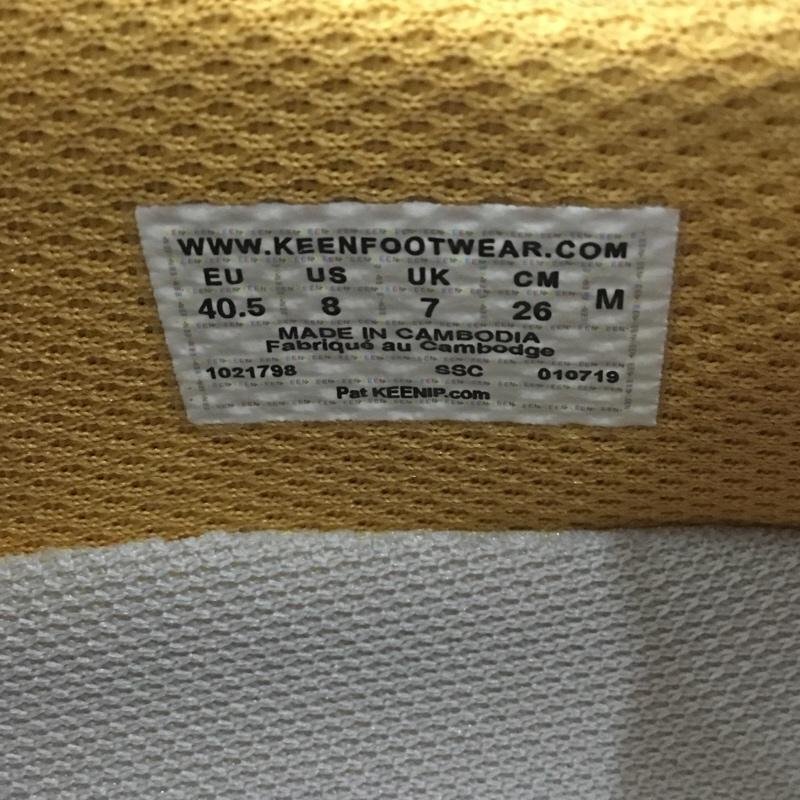 WWW.KEENFOOTWEAR.COM
EU US UK CM
40.5 8 7 26 M
MADE IN CAMBODIA
Fabriqué au Cambodge
1021798 SSC 010719
Pat KEENIP.com